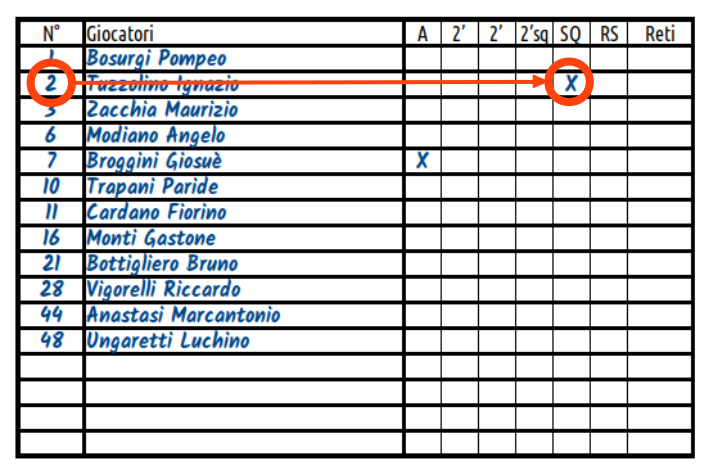 N° Giocatori A 2' 2' 2'sq SQ RS Reti
1 Bosurgi Pompeo
2 Tuzzolino Ignazio X
3 Zacchia Maurizio
6 Modiano Angelo
7 Broggini Giosuè X
10 Trapani Paride
11 Cardano Fiorino
16 Monti Gastone
21 Bottigliero Bruno
28 Vigorelli Riccardo
44 Anastasi Marcantonio
48 Ungaretti Luchino